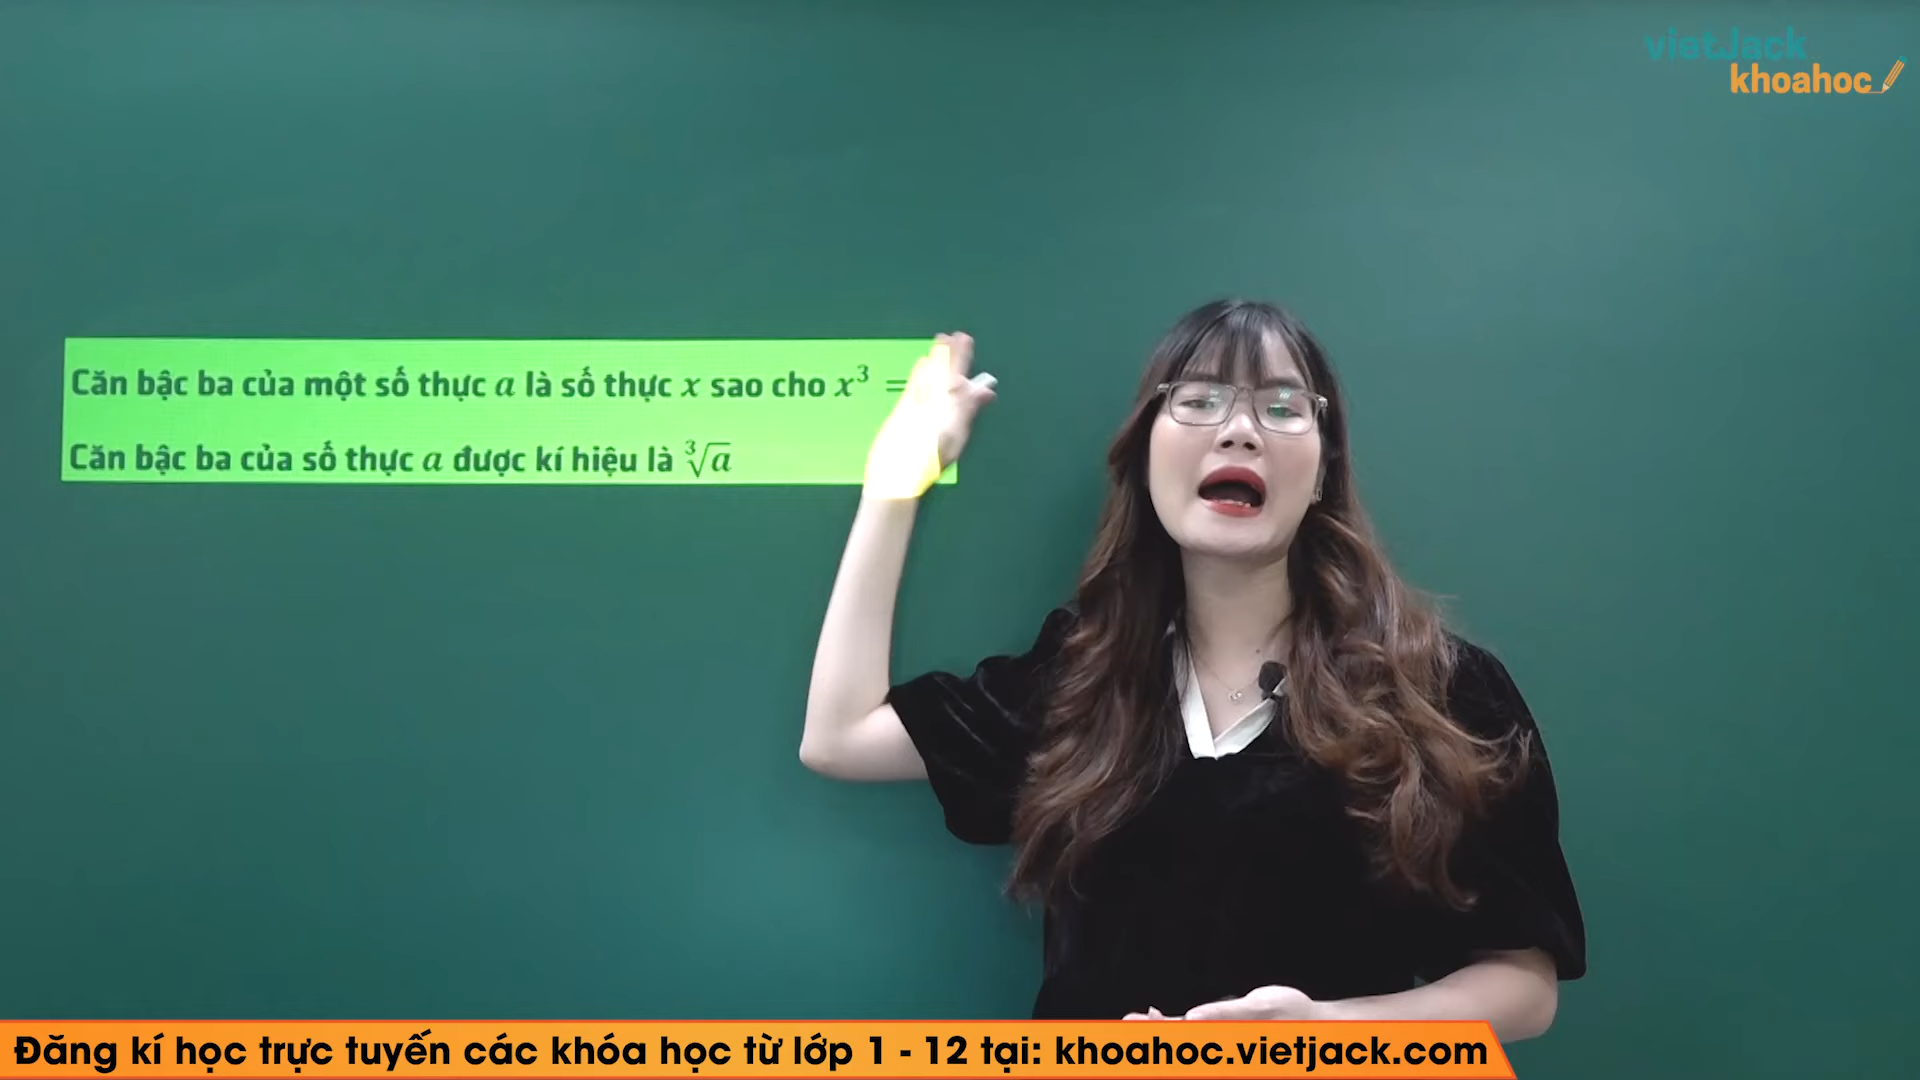 vietJack
khoahoc
Căn bậc ba của một số thực a là số thực x sao cho x³ =
Căn bậc ba của số thực a được kí hiệu là ∛a
Đăng kí học trực tuyến các khóa học từ lớp 1 - 12 tại: khoahoc.vietjack.com